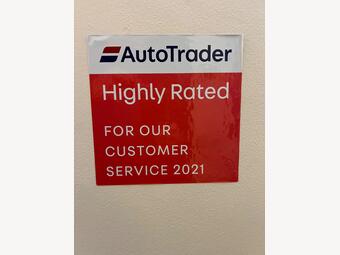 AutoTrader
Highly Rated
FOR OUR
CUSTOMER
SERVICE 2021